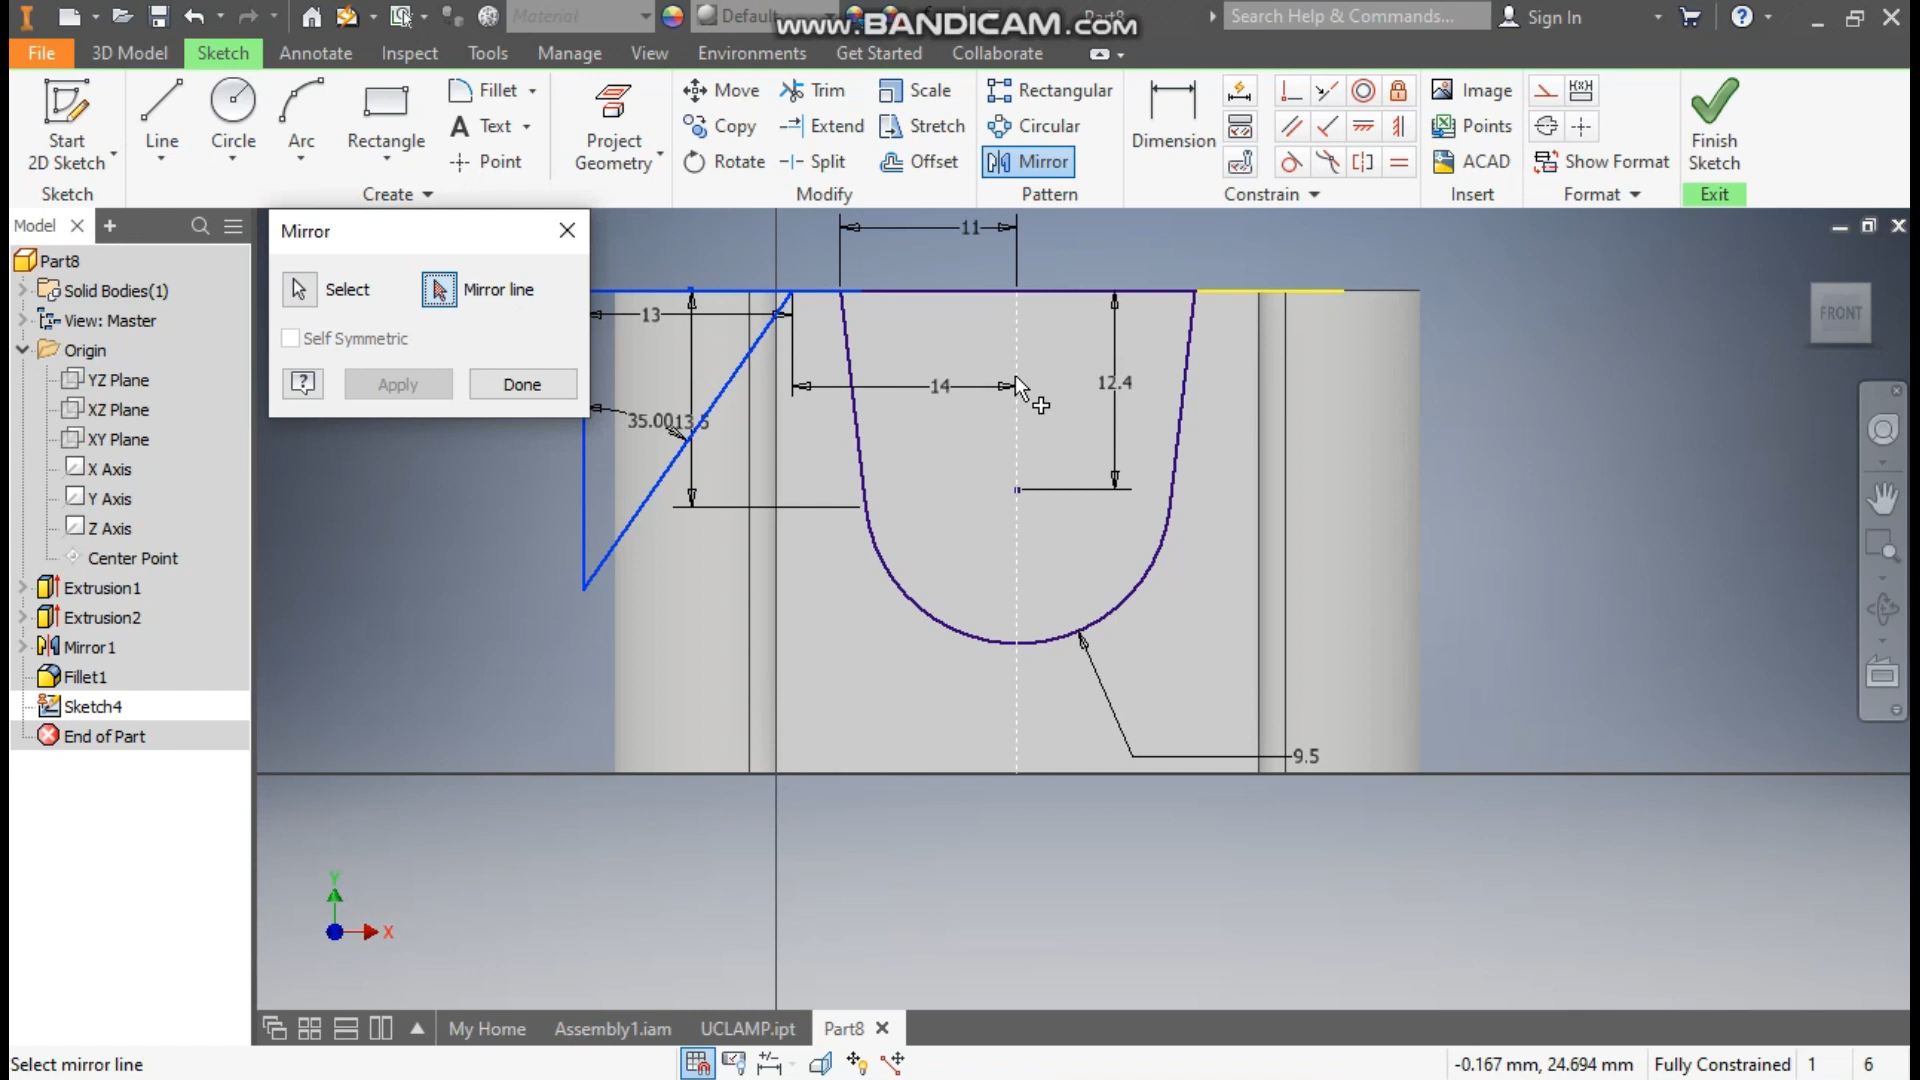 Material
Default
www.BANDICAM.com
Part8
Search Help & Commands...
Sign In
File
3D Model
Sketch
Annotate
Inspect
Tools
Manage
View
Environments
Get Started
Collaborate
Start
2D Sketch
Line
Circle
Arc
Rectangle
Fillet
Text
Point
Project
Geometry
Move
Copy
Rotate
Trim
Extend
Split
Scale
Stretch
Offset
Rectangular
Circular
Mirror
Dimension
Image
Points
ACAD
Show Format
Finish
Sketch
Sketch
Create
Modify
Pattern
Constrain
Insert
Format
Exit
Model
Part8
Solid Bodies(1)
View: Master
Origin
YZ Plane
XZ Plane
XY Plane
X Axis
Y Axis
Z Axis
Center Point
Extrusion1
Extrusion2
Mirror1
Fillet1
Sketch4
End of Part
Mirror
Select
Mirror line
Self Symmetric
Apply
Done
11
13
14
12.4
35.00
13.5
9.5
FRONT
Y
X
My Home
Assembly1.iam
UCLAMP.ipt
Part8
Select mirror line
-0.167 mm, 24.694 mm
Fully Constrained
1
6